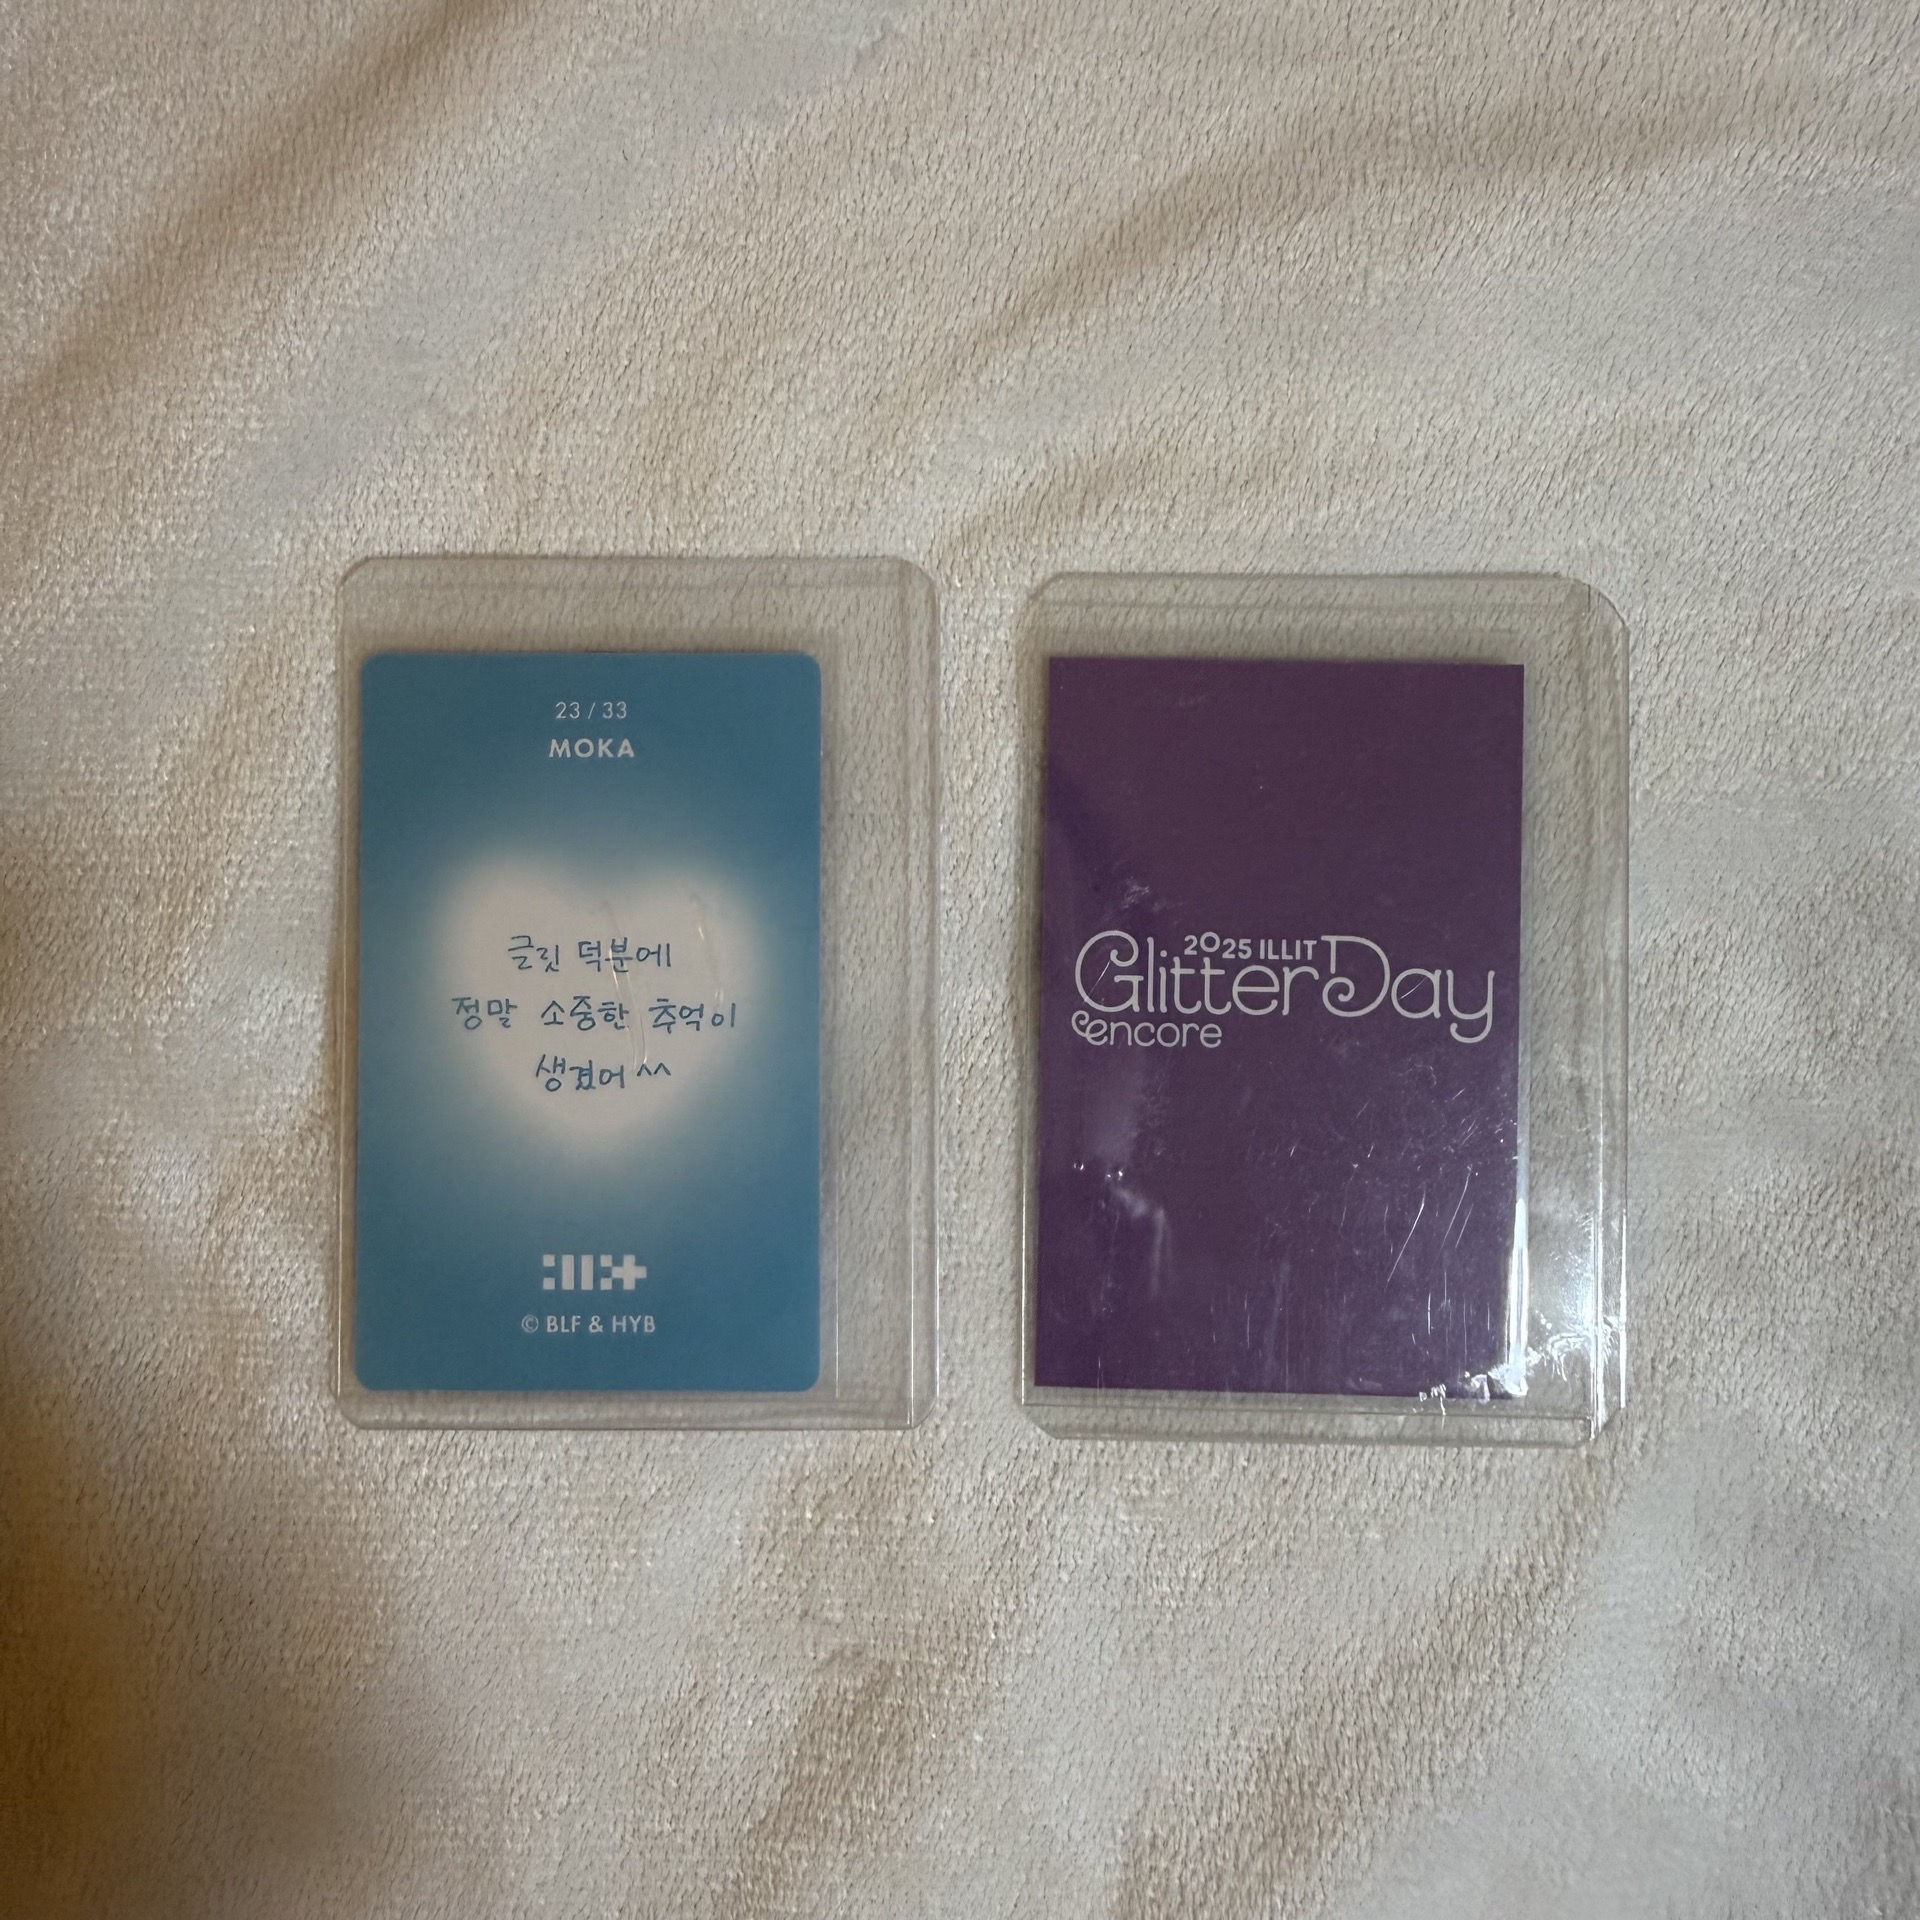 23 / 33
MOKA
글릿 덕분에
정말 소중한 추억이
생겼어 ^^
© BLF & HYB
2025 ILLIT
Glitter Day
encore